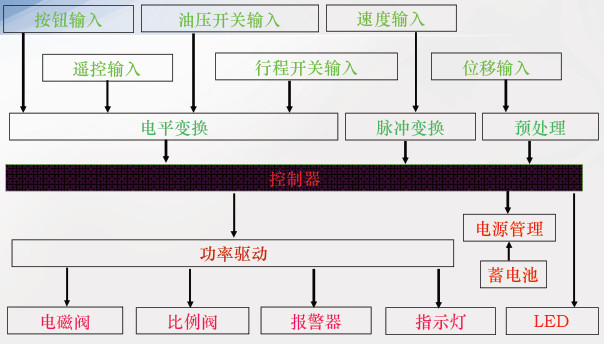 按钮输入
油压开关输入
速度输入
遥控输入
行程开关输入
位移输入
电平变换
脉冲变换
预处理
控制器
电源管理
功率驱动
蓄电池
电磁阀
比例阀
报警器
指示灯
LED